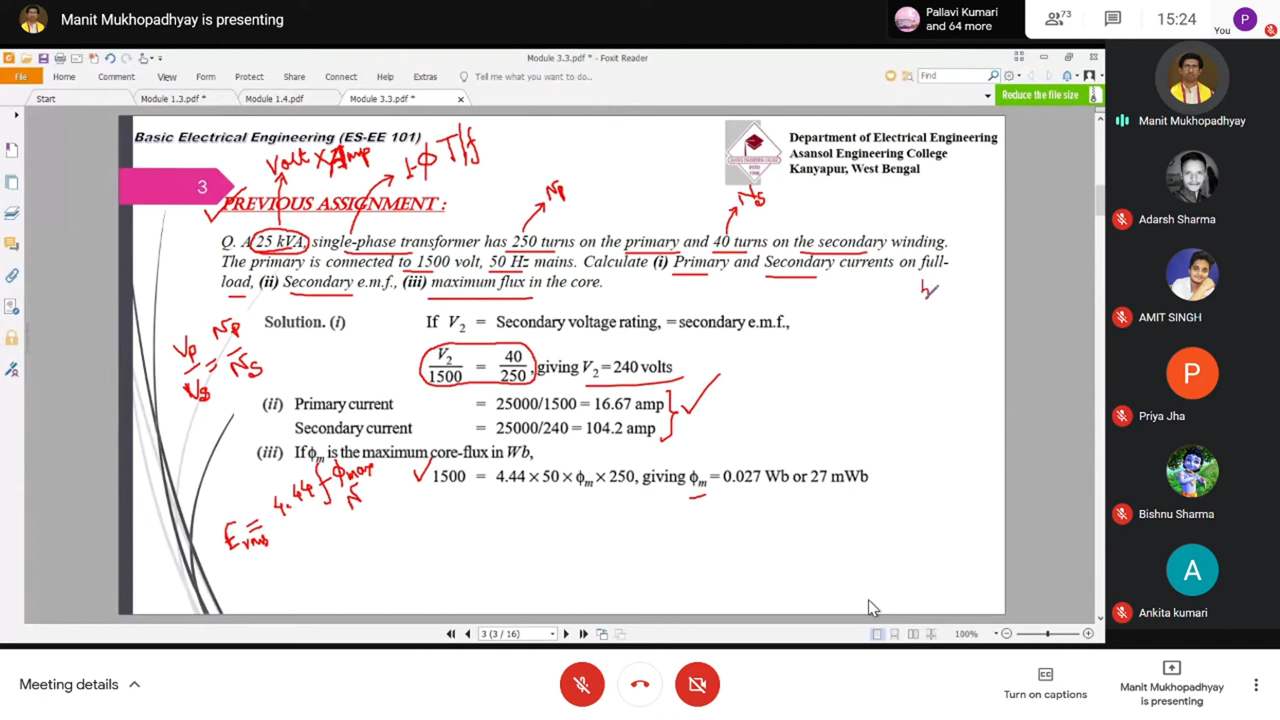 Manit Mukhopadhyay is presenting
Pallavi Kumari
and 64 more
73
15:24
You
P
Module 3.3.pdf * - Foxit Reader
File
Home
Comment
View
Form
Protect
Share
Connect
Help
Extras
Tell me what you want to do...
Find
Start
Module 1.3.pdf *
Module 1.4.pdf
Module 3.3.pdf *
Reduce the file size
Basic Electrical Engineering (ES-EE 101)
Department of Electrical Engineering
Asansol Engineering College
Kanyapur, West Bengal
Volt X Amp
1-φ T/f
3
PREVIOUS ASSIGNMENT :
Np
Ns
Q. A 25 kVA, single-phase transformer has 250 turns on the primary and 40 turns on the secondary winding.
The primary is connected to 1500 volt, 50 Hz mains. Calculate (i) Primary and Secondary currents on full-
load, (ii) Secondary e.m.f., (iii) maximum flux in the core.
Solution. (i) If V2 = Secondary voltage rating, = secondary e.m.f.,
Vp/Vs = Np/Ns
V2/1500 = 40/250, giving V2 = 240 volts
(ii) Primary current = 25000/1500 = 16.67 amp
Secondary current = 25000/240 = 104.2 amp
(iii) If ϕm is the maximum core-flux in Wb,
1500 = 4.44 × 50 × ϕm × 250, giving ϕm = 0.027 Wb or 27 mWb
Erms = 4.44 f φmax N
3 (3 / 16)
100%
Manit Mukhopadhyay
Adarsh Sharma
AMIT SINGH
P
Priya Jha
Bishnu Sharma
A
Ankita kumari
Meeting details
Turn on captions
Manit Mukhopadhyay
is presenting